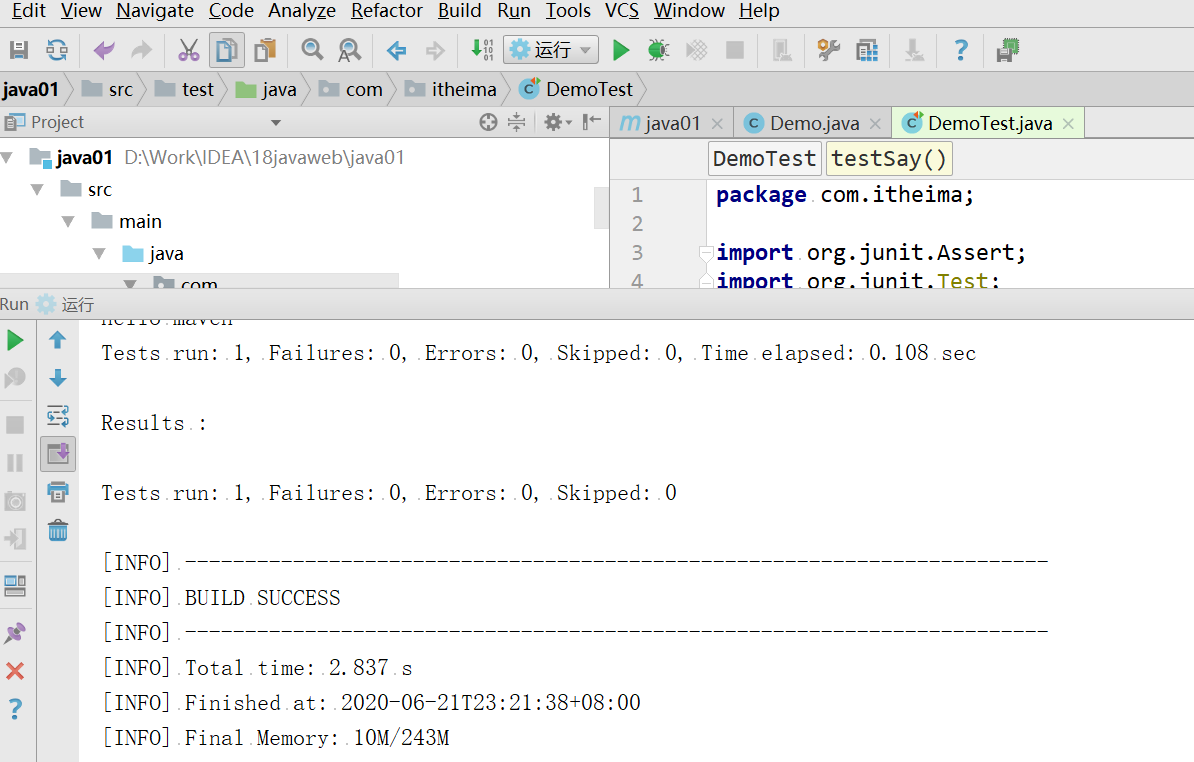 Edit View Navigate Code Analyze Refactor Build Run Tools VCS Window Help
运行
java01 src test java com itheima DemoTest
Project
m java01 Demo.java DemoTest.java
java01 D:\Work\IDEA\18javaweb\java01
src
main
java
com
DemoTest testSay()
1 package com.itheima;
2
3 import org.junit.Assert;
4 import org.junit.Test;
Run 运行
hello maven
Tests run: 1, Failures: 0, Errors: 0, Skipped: 0, Time elapsed: 0.108 sec
Results :
Tests run: 1, Failures: 0, Errors: 0, Skipped: 0
[INFO] ------------------------------------------------------------------------
[INFO] BUILD SUCCESS
[INFO] ------------------------------------------------------------------------
[INFO] Total time: 2.837 s
[INFO] Finished at: 2020-06-21T23:21:38+08:00
[INFO] Final Memory: 10M/243M